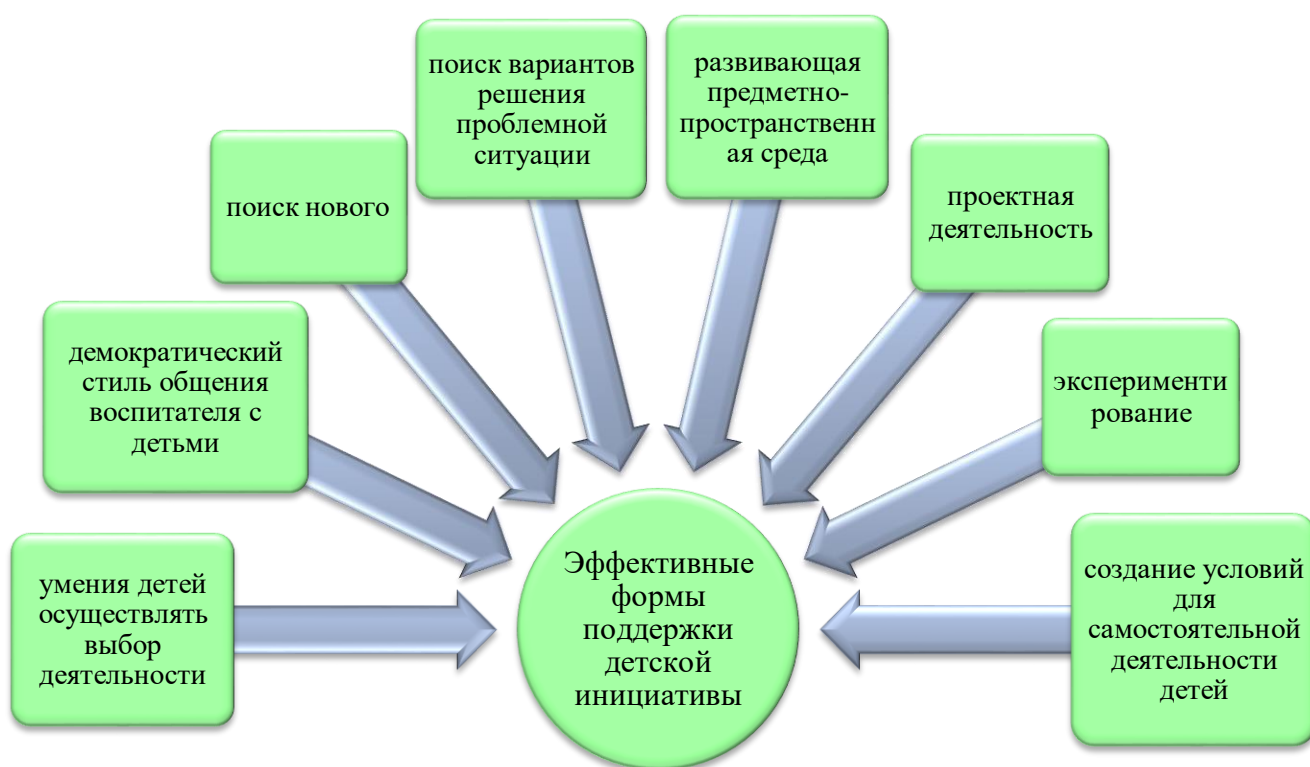 поиск вариантов
решения
проблемной
ситуации
развивающая
предметно-
пространственн
ая среда
поиск нового
проектная
деятельность
демократический
стиль общения
воспитателя с
детьми
эксперименти
рование
умения детей
осуществлять
выбор
деятельности
Эффективные
формы
поддержки
детской
инициативы
создание условий
для
самостоятельной
деятельности
детей